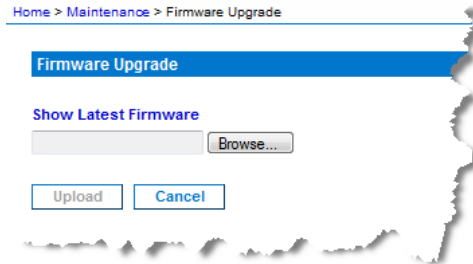 Home > Maintenance > Firmware Upgrade
Firmware Upgrade
Show Latest Firmware
Browse...
Upload Cancel